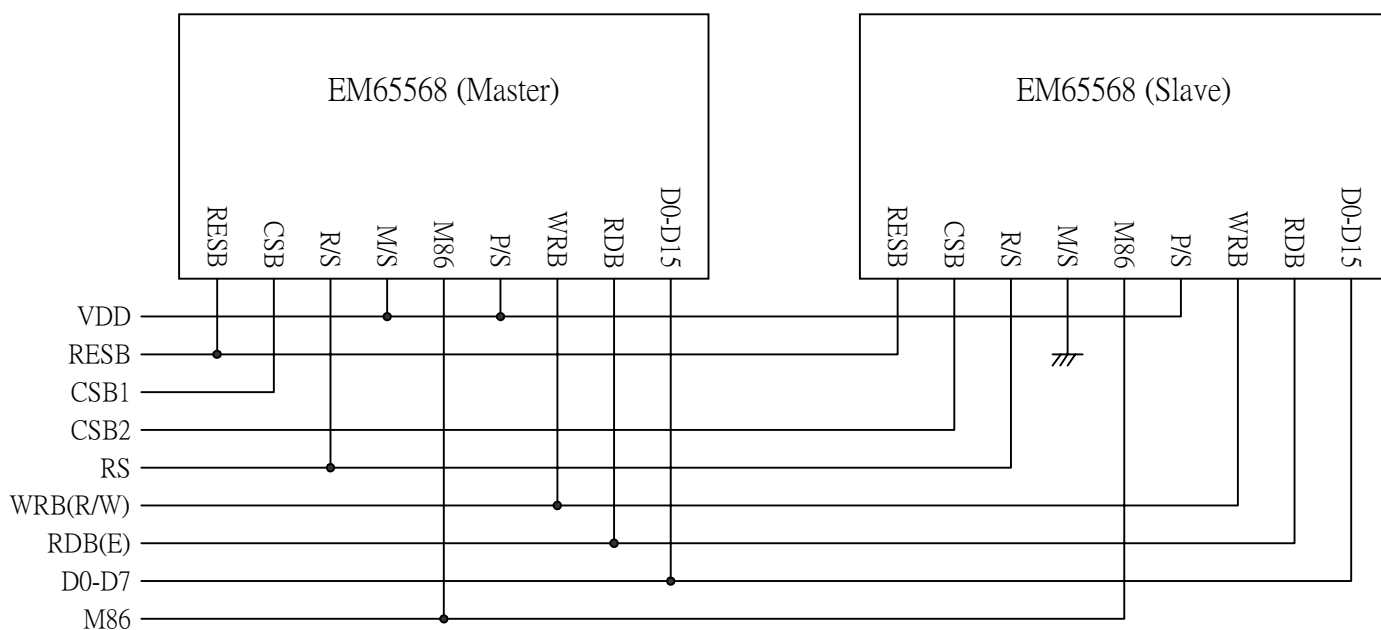 EM65568 (Master)
EM65568 (Slave)
RESB
CSB
R/S
M/S
M86
P/S
WRB
RDB
D0-D15
RESB
CSB
R/S
M/S
M86
P/S
WRB
RDB
D0-D15
VDD
RESB
CSB1
CSB2
RS
WRB(R/W)
RDB(E)
D0-D7
M86